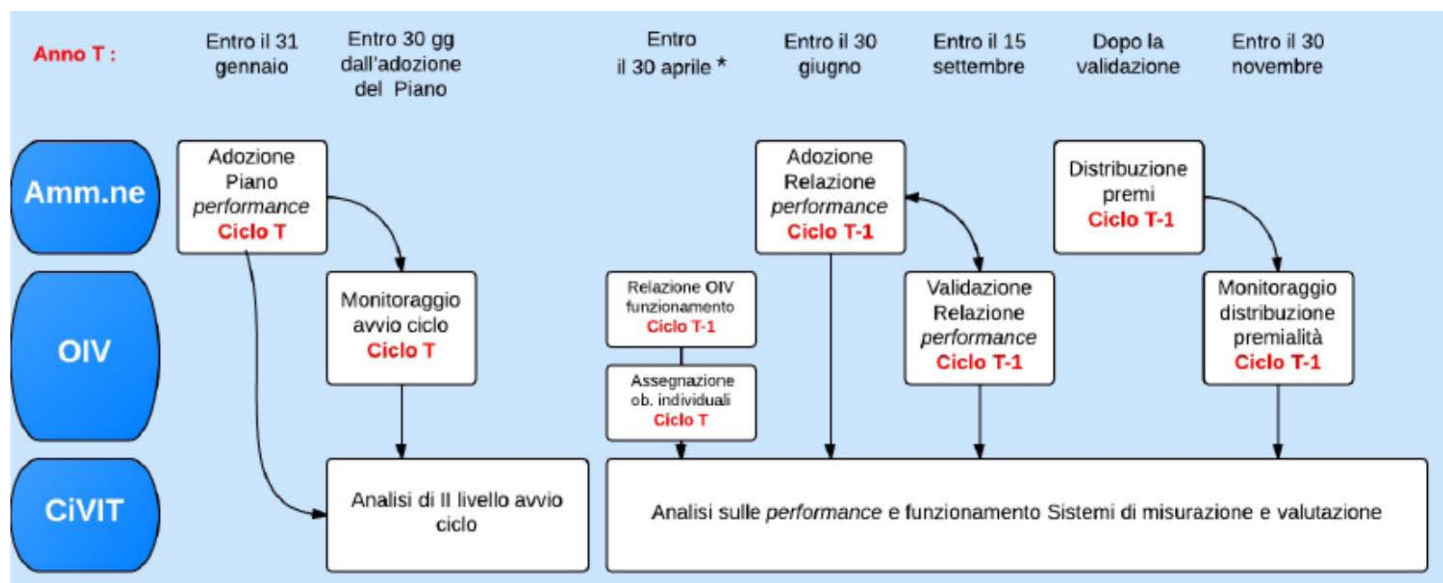 Anno T :
Entro il 31
gennaio
Entro 30 gg
dall'adozione
del Piano
Entro
il 30 aprile *
Entro il 30
giugno
Entro il 15
settembre
Dopo la
validazione
Entro il 30
novembre
Amm.ne
Adozione
Piano
performance
Ciclo T
Adozione
Relazione
performance
Ciclo T-1
Distribuzione
premi
Ciclo T-1
OIV
Monitoraggio
avvio ciclo
Ciclo T
Relazione OIV
funzionamento
Ciclo T-1
Assegnazione
ob. individuali
Ciclo T
Validazione
Relazione
performance
Ciclo T-1
Monitoraggio
distribuzione
premialità
Ciclo T-1
CiVIT
Analisi di II livello avvio
ciclo
Analisi sulle performance e funzionamento Sistemi di misurazione e valutazione